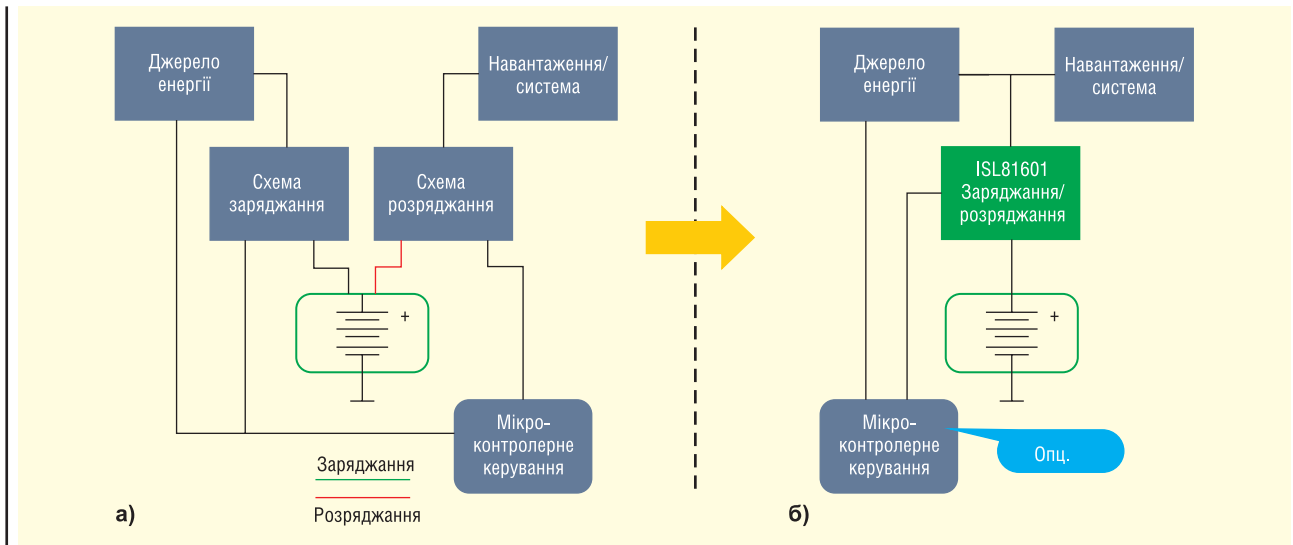 Джерело
енергії
Навантаження/
система
Схема
заряджання
Схема
розряджання
+
Мікро-
контролерне
керування
Заряджання
Розряджання
а)
Джерело
енергії
Навантаження/
система
ISL81601
Заряджання/
розряджання
+
Мікро-
контролерне
керування
Опц.
б)